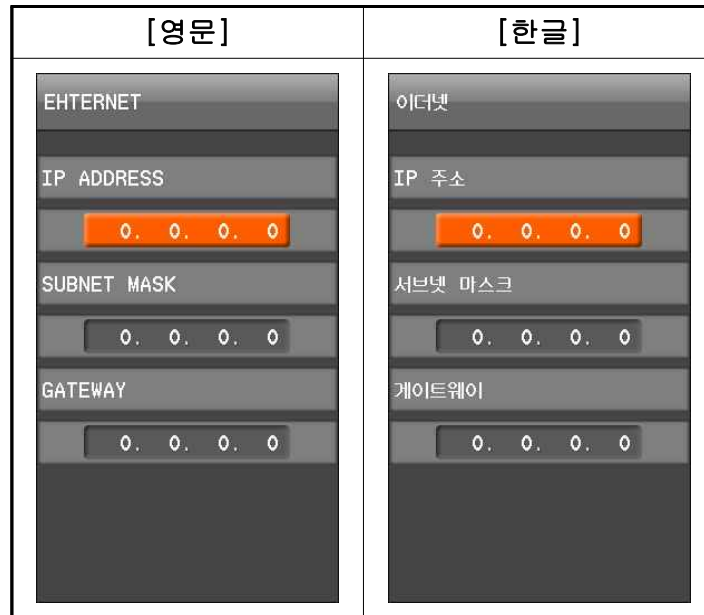 [영문]
[한글]
EHTERNET
IP ADDRESS
0. 0. 0. 0
SUBNET MASK
0. 0. 0. 0
GATEWAY
0. 0. 0. 0
이더넷
IP 주소
0. 0. 0. 0
서브넷 마스크
0. 0. 0. 0
게이트웨이
0. 0. 0. 0